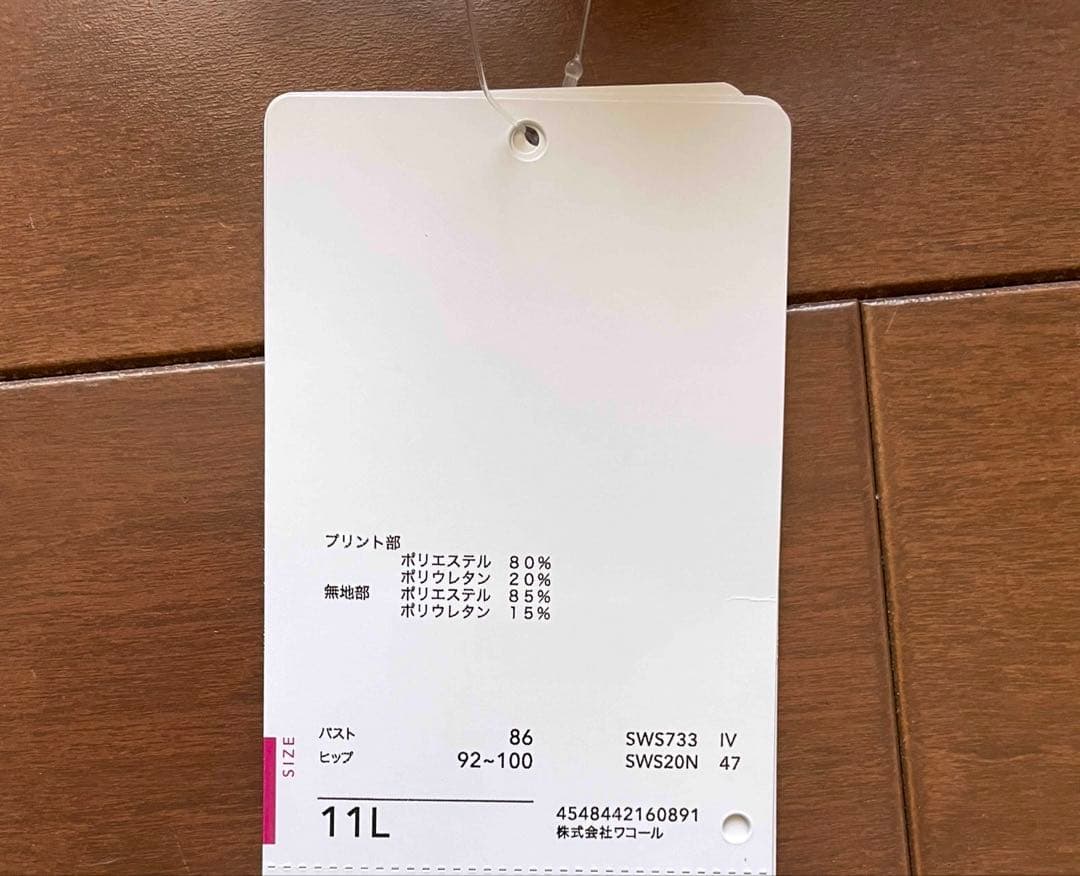 プリント部
ポリエステル 80%
ポリウレタン 20%
無地部 ポリエステル 85%
ポリウレタン 15%
SIZE
バスト 86
ヒップ 92~100
11L
SWS733 IV
SWS20N 47
4548442160891
株式会社ワコール